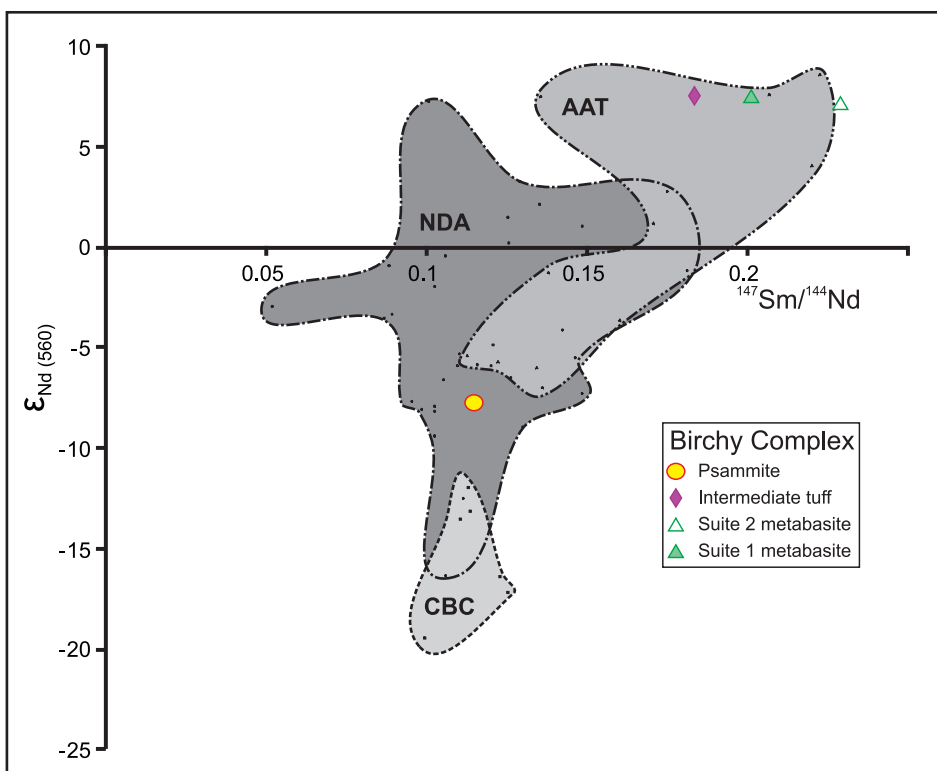 10
5
0
-5
-10
-15
-20
-25
0.05
0.1
0.15
0.2
¹⁴⁷Sm/¹⁴⁴Nd
εNd (560)
AAT
NDA
CBC
Birchy Complex
Psammite
Intermediate tuff
Suite 2 metabasite
Suite 1 metabasite